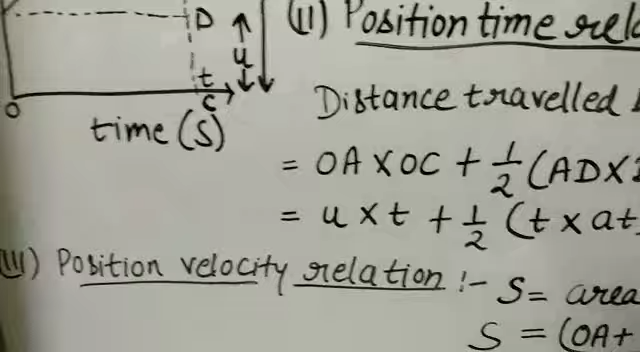 D
(II) Position time
u
t
O
C
time (S)
Distance travelled
= OA X OC + 1/2 (AD X
= u X t + 1/2 (t x at
(III) Position velocity relation :- S = area
S = (OA +